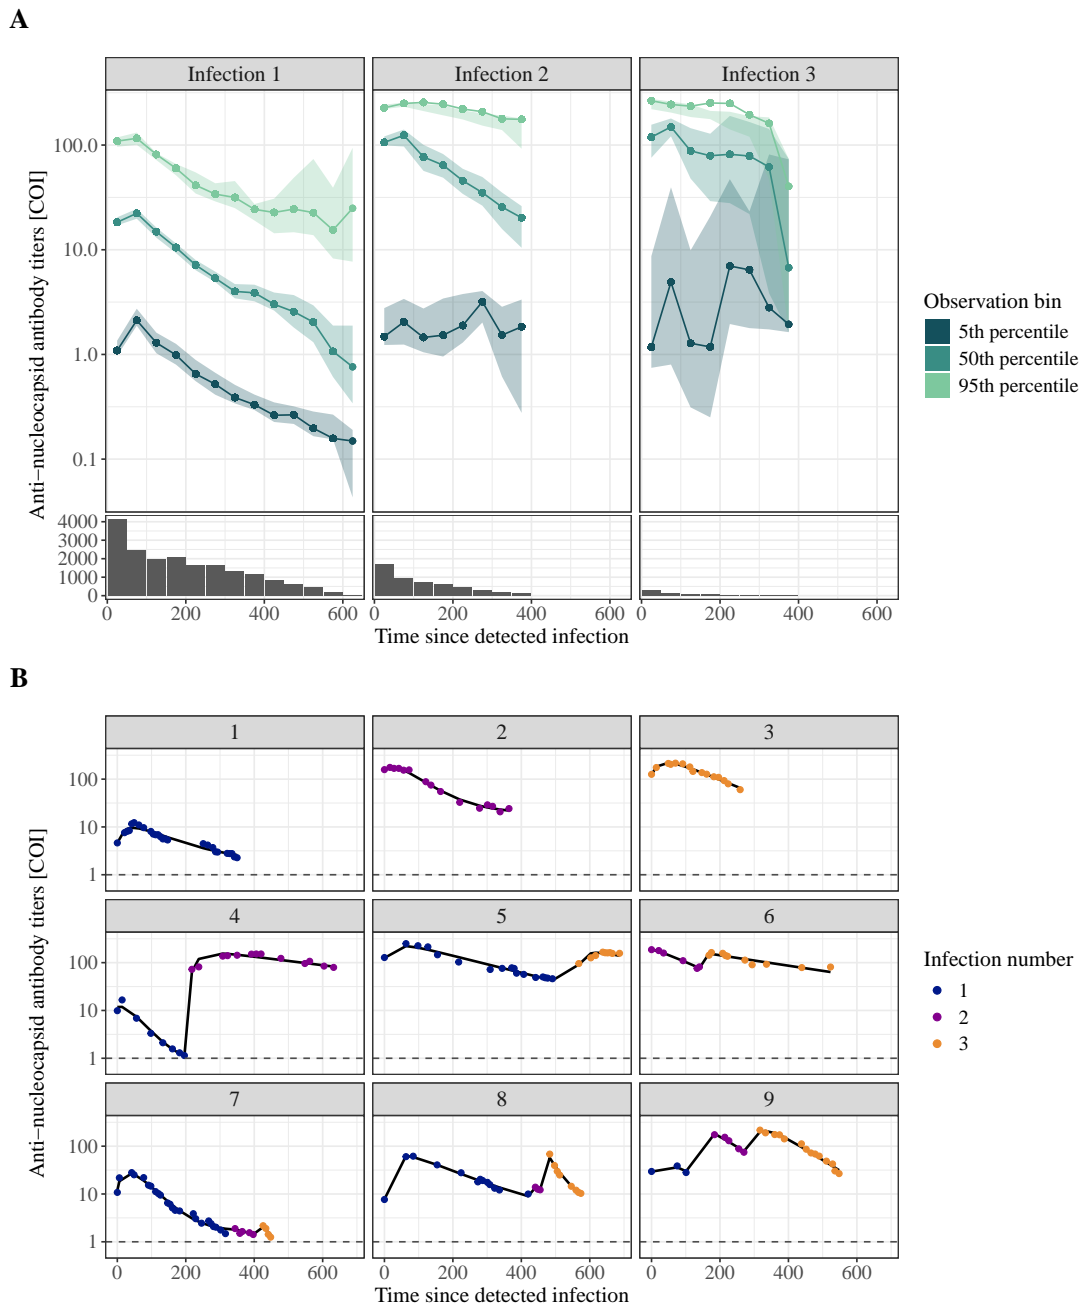 A
Infection 1 Infection 2 Infection 3
Anti−nucleocapsid antibody titers [COI]
100.0
10.0
1.0
0.1
4000
3000
2000
1000
0
0 200 400 600 0 200 400 600 0 200 400 600
Time since detected infection
Observation bin
5th percentile
50th percentile
95th percentile
B
1 2 3
100
10
1
4 5 6
100
10
1
7 8 9
100
10
1
Anti−nucleocapsid antibody titers [COI]
0 200 400 600 0 200 400 600 0 200 400 600
Time since detected infection
Infection number
1
2
3